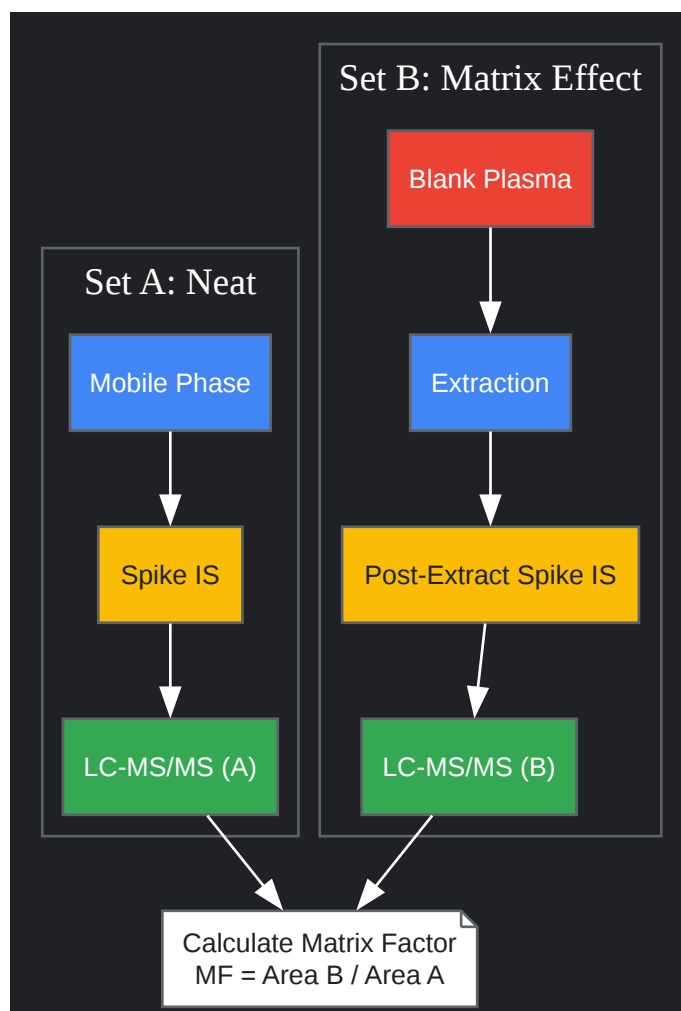 Set A: Neat
Mobile Phase
Spike IS
LC-MS/MS (A)
Set B: Matrix Effect
Blank Plasma
Extraction
Post-Extract Spike IS
LC-MS/MS (B)
Calculate Matrix Factor
MF = Area B / Area A